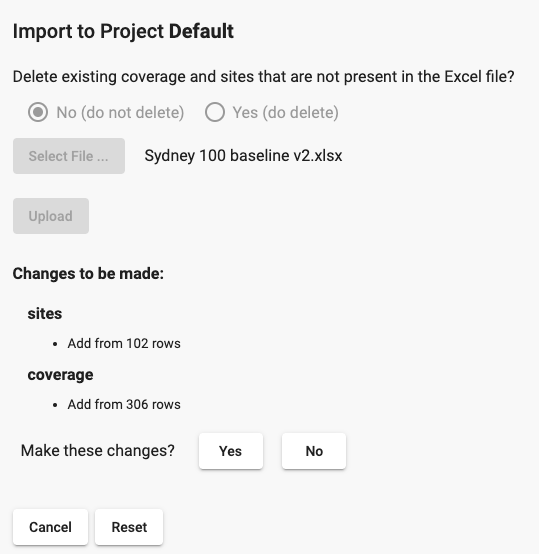 Import to Project Default
Delete existing coverage and sites that are not present in the Excel file?
No (do not delete) Yes (do delete)
Select File ... Sydney 100 baseline v2.xlsx
Upload
Changes to be made:
sites
• Add from 102 rows
coverage
• Add from 306 rows
Make these changes? Yes No
Cancel Reset